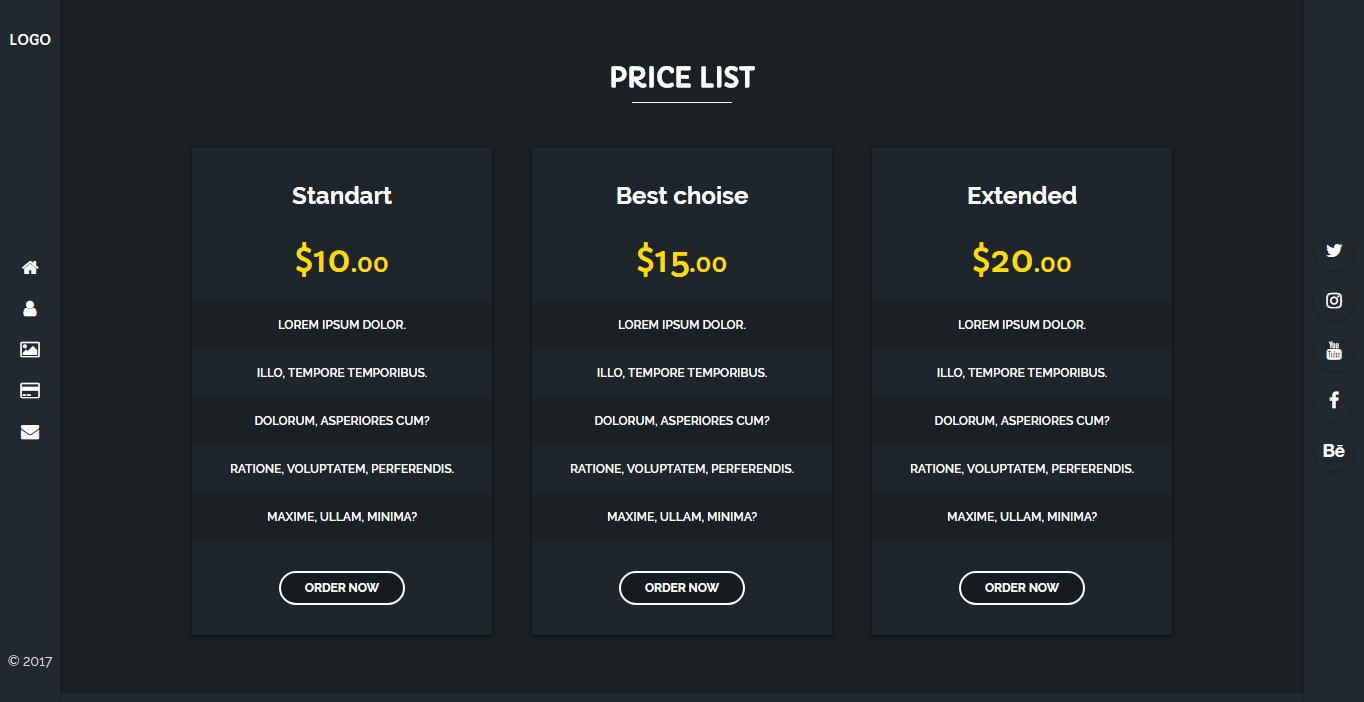 LOGO
PRICE LIST
Standart
$10.00
LOREM IPSUM DOLOR.
ILLO, TEMPORE TEMPORIBUS.
DOLORUM, ASPERIORES CUM?
RATIONE, VOLUPTATEM, PERFERENDIS.
MAXIME, ULLAM, MINIMA?
ORDER NOW
Best choise
$15.00
LOREM IPSUM DOLOR.
ILLO, TEMPORE TEMPORIBUS.
DOLORUM, ASPERIORES CUM?
RATIONE, VOLUPTATEM, PERFERENDIS.
MAXIME, ULLAM, MINIMA?
ORDER NOW
Extended
$20.00
LOREM IPSUM DOLOR.
ILLO, TEMPORE TEMPORIBUS.
DOLORUM, ASPERIORES CUM?
RATIONE, VOLUPTATEM, PERFERENDIS.
MAXIME, ULLAM, MINIMA?
ORDER NOW
You
Tube
Bē
© 2017